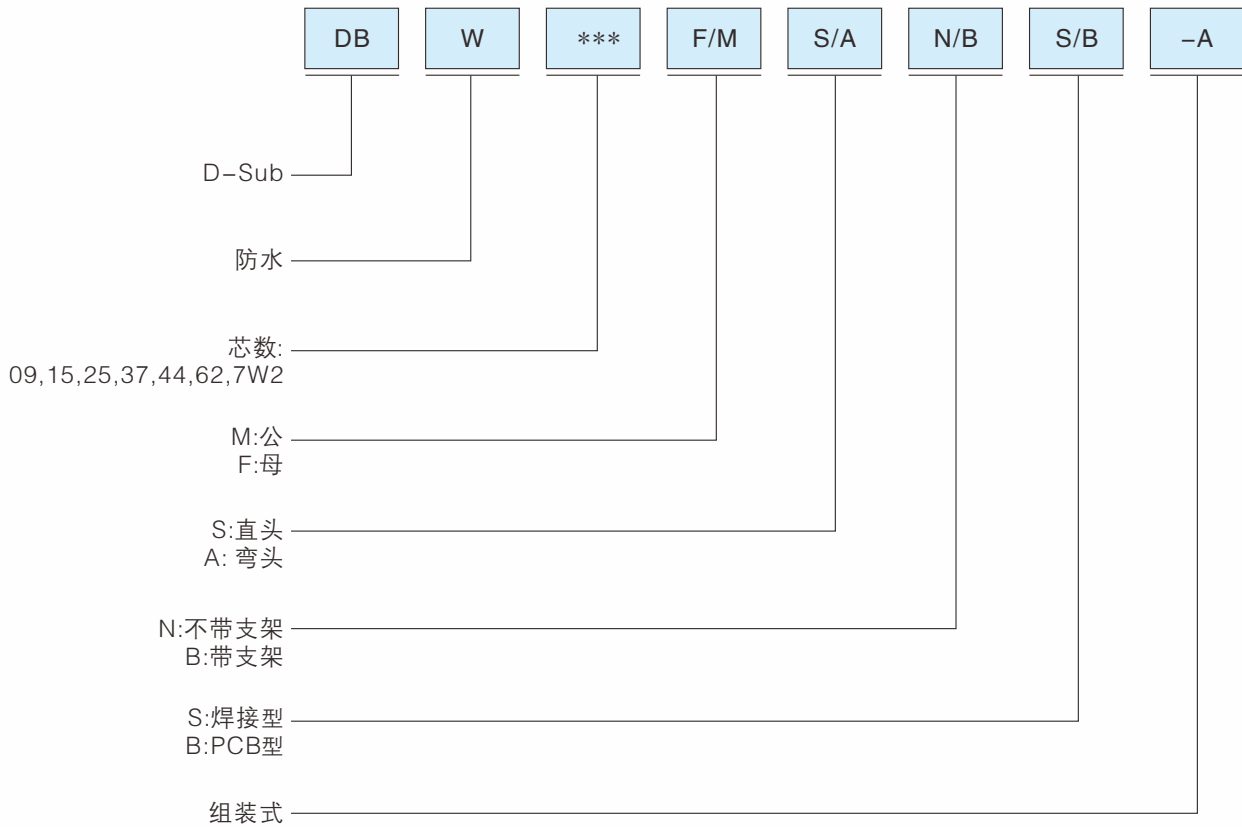 DB W *** F/M S/A N/B S/B –A
D–Sub
防水
芯数:
09,15,25,37,44,62,7W2
M:公
F:母
S:直头
A: 弯头
N:不带支架
B:带支架
S:焊接型
B:PCB型
组装式